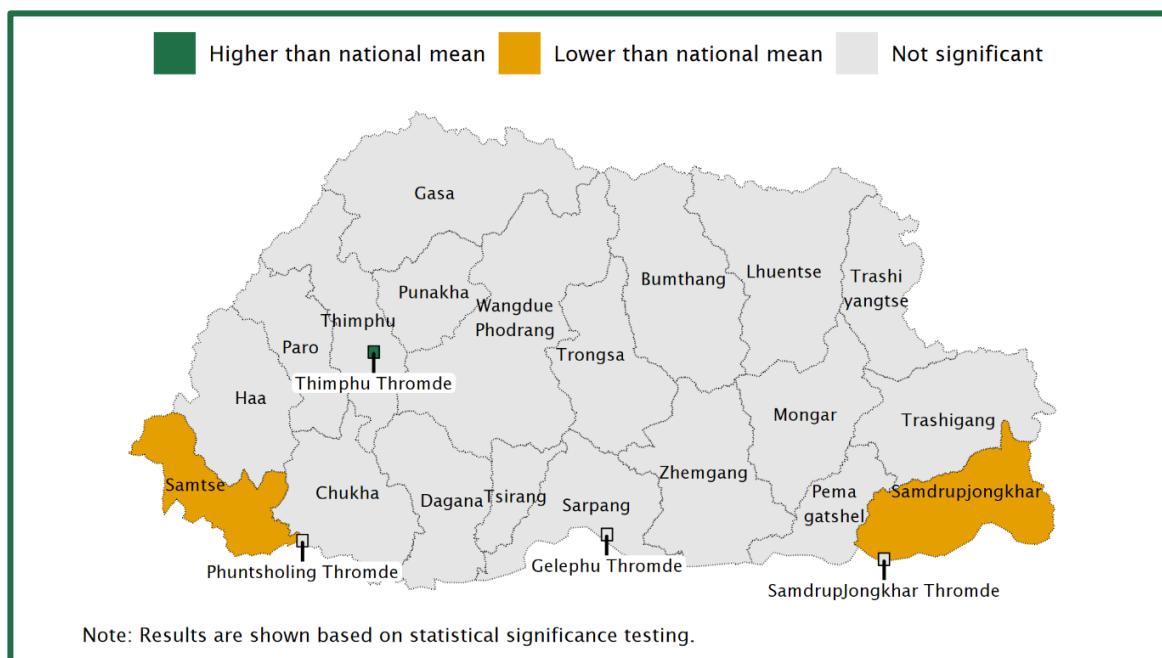 Higher than national mean
Lower than national mean
Not significant
Gasa
Bumthang
Lhuentse
Trashi
yangtse
Punakha
Wangdue
Phodrang
Thimphu
Paro
Trongsa
Thimphu Thromde
Haa
Mongar
Trashigang
Samtse
Chukha
Dagana
Tsirang
Sarpang
Zhemgang
Pema
gatshel
Samdrupjongkhar
Phuntsholing Thromde
Gelephu Thromde
SamdrupJongkhar Thromde
Note: Results are shown based on statistical significance testing.